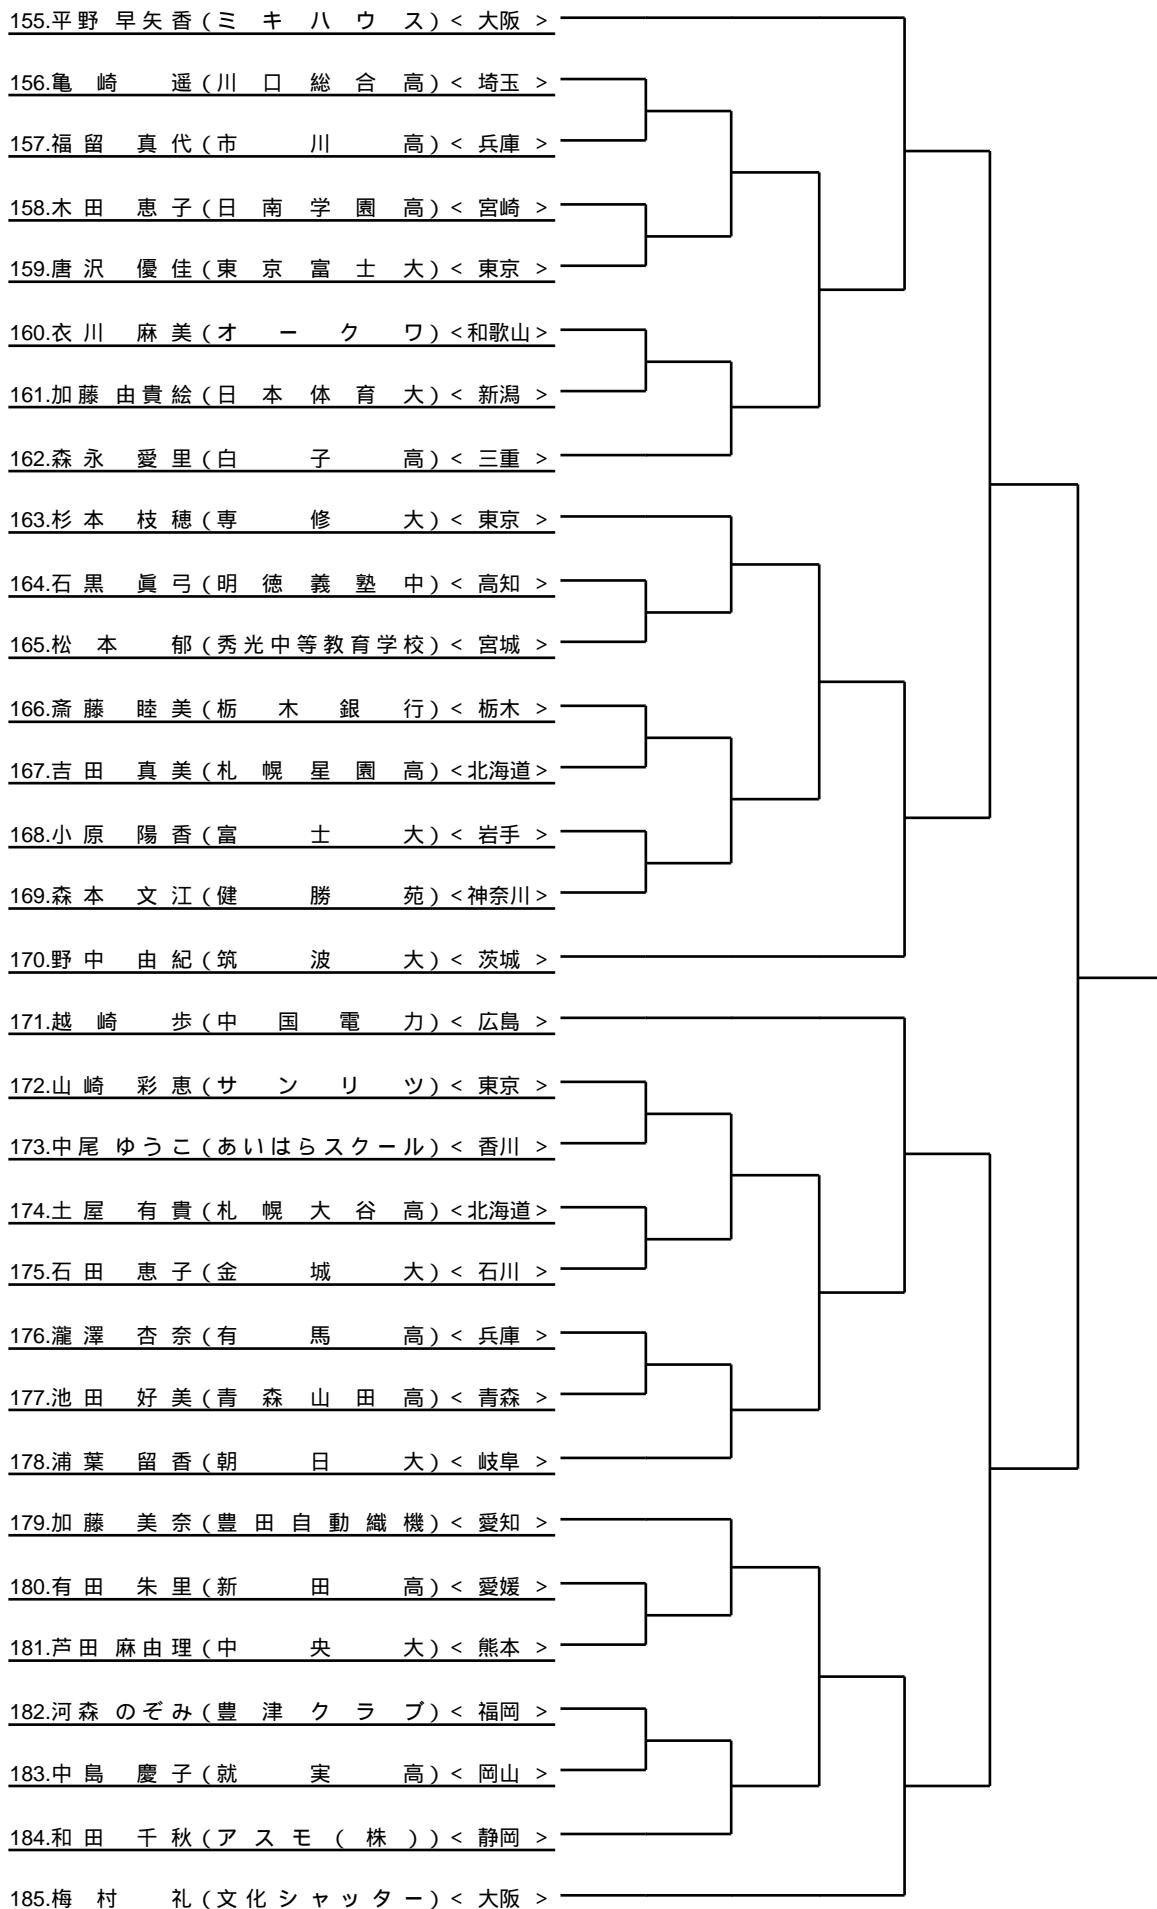 155.平野 早矢香(ミキハウス)< 大阪 >
156.亀崎 遥(川口総合高)< 埼玉 >
157.福留 真代(市川高)< 兵庫 >
158.木田 恵子(日南学園高)< 宮崎 >
159.唐沢 優佳(東京富士大)< 東京 >
160.衣川 麻美(オークワ)<和歌山>
161.加藤 由貴絵(日本体育大)< 新潟 >
162.森永 愛里(白子高)< 三重 >
163.杉本 枝穂(専修大)< 東京 >
164.石黒 眞弓(明徳義塾中)< 高知 >
165.松本 郁(秀光中等教育学校)< 宮城 >
166.斎藤 睦美(栃木銀行)< 栃木 >
167.吉田 真美(札幌星園高)<北海道>
168.小原 陽香(富士大)< 岩手 >
169.森本 文江(健勝苑)<神奈川>
170.野中 由紀(筑波大)< 茨城 >
171.越崎 歩(中国電力)< 広島 >
172.山崎 彩恵(サンリツ)< 東京 >
173.中尾 ゆうこ(あいはらスクール)< 香川 >
174.土屋 有貴(札幌大谷高)<北海道>
175.石田 恵子(金城大)< 石川 >
176.瀧澤 杏奈(有馬高)< 兵庫 >
177.池田 好美(青森山田高)< 青森 >
178.浦葉 留香(朝日大)< 岐阜 >
179.加藤 美奈(豊田自動織機)< 愛知 >
180.有田 朱里(新田高)< 愛媛 >
181.芦田 麻由理(中央大)< 熊本 >
182.河森 のぞみ(豊津クラブ)< 福岡 >
183.中島 慶子(就実高)< 岡山 >
184.和田 千秋(アスモ(株))< 静岡 >
185.梅村 礼(文化シャッター)< 大阪 >